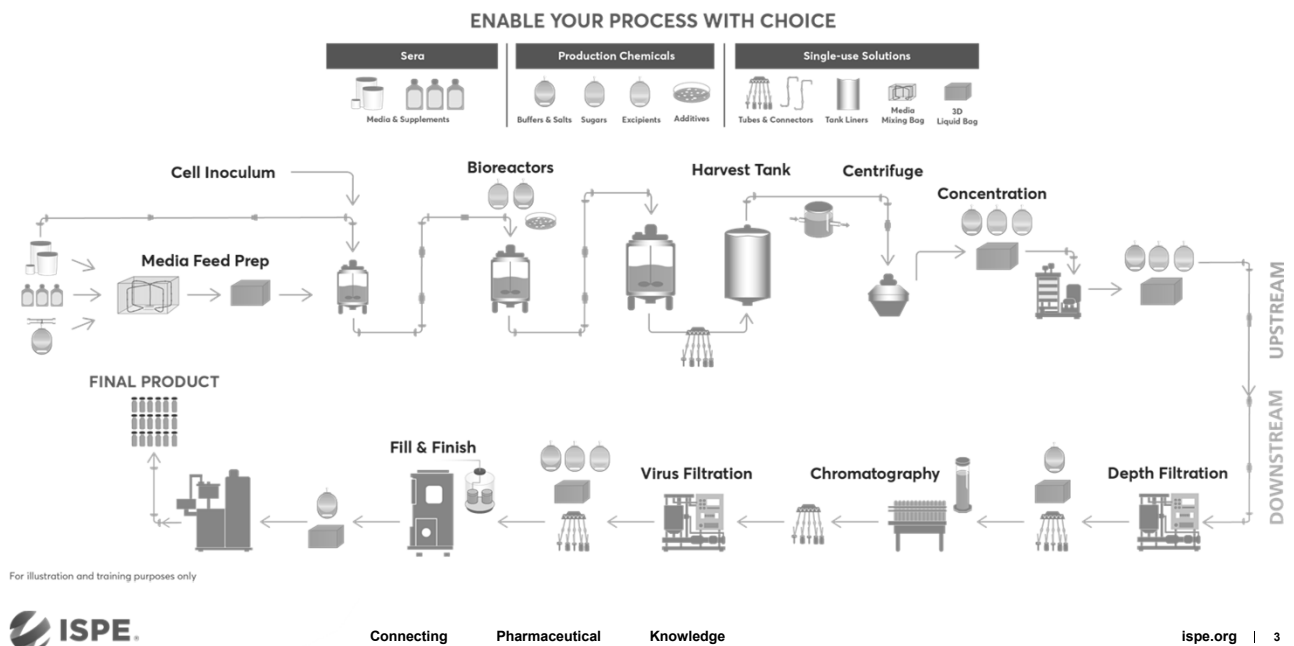 ENABLE YOUR PROCESS WITH CHOICE
Sera
Production Chemicals
Single-use Solutions
Media & Supplements
Buffers & Salts
Sugars
Excipients
Additives
Tubes & Connectors
Tank Liners
Media
Mixing Bag
3D
Liquid Bag
Cell Inoculum
Bioreactors
Harvest Tank
Centrifuge
Concentration
Media Feed Prep
UPSTREAM
DOWNSTREAM
FINAL PRODUCT
Fill & Finish
Virus Filtration
Chromatography
Depth Filtration
For illustration and training purposes only
ISPE®
Connecting Pharmaceutical Knowledge
ispe.org | 3